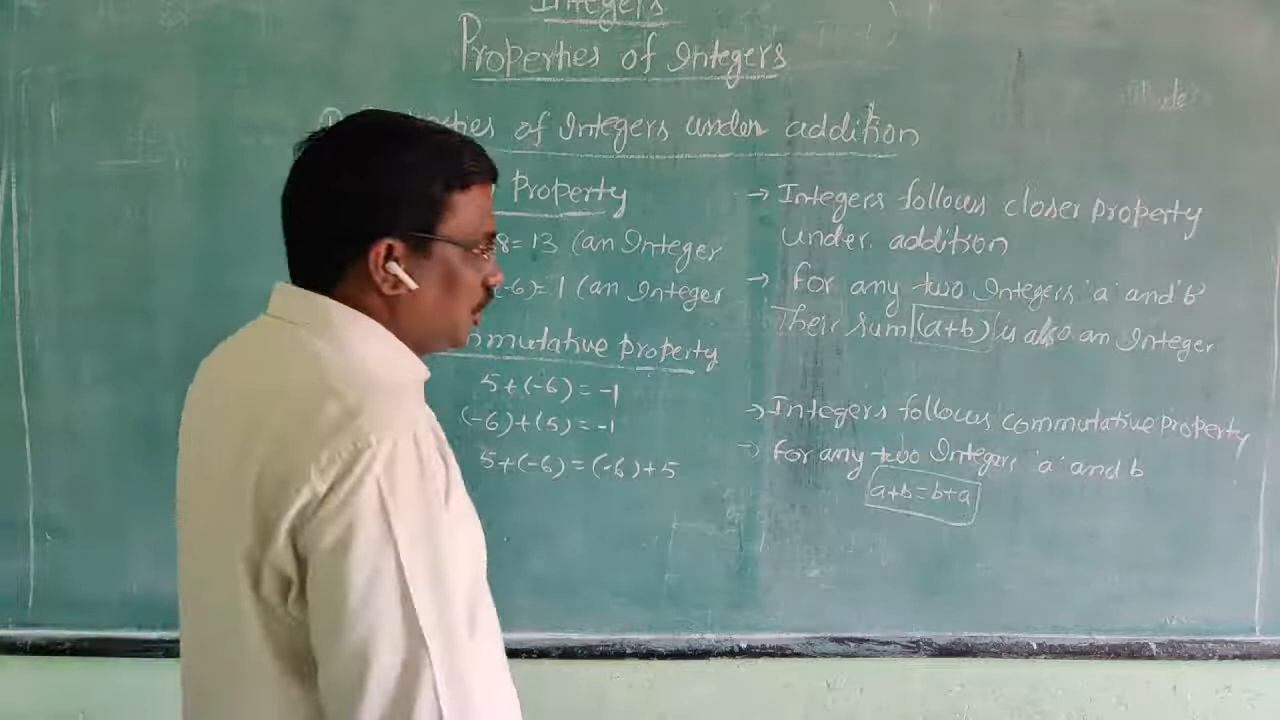 Integers
Properties of Integers
of Integers under addition
Property
8 = 13 (an Integer
-6) = 1 (an Integer
mmutative property
5+(-6) = -1
(-6)+(5) = -1
5+(-6) = (-6)+5
→ Integers follows closer property
under addition
→ for any two Integers 'a' and 'b'
Their sum (a+b) is also an Integer
→ Integers follows commutative property
→ for any two Integers 'a' and b
a+b=b+a